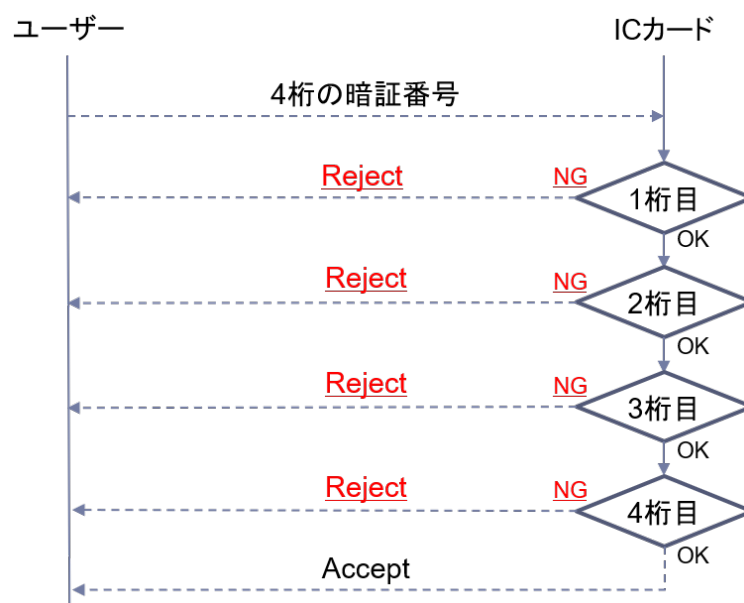 ユーザー
ICカード
4桁の暗証番号
Reject
NG
1桁目
OK
Reject
NG
2桁目
OK
Reject
NG
3桁目
OK
Reject
NG
4桁目
OK
Accept